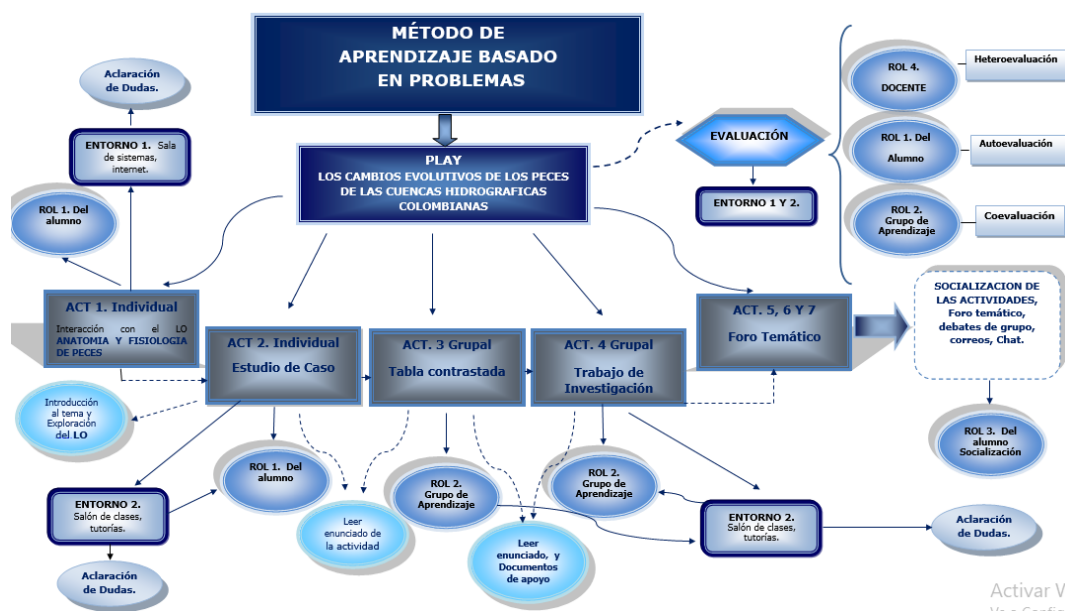 MÉTODO DE
APRENDIZAJE BASADO
EN PROBLEMAS
PLAY
LOS CAMBIOS EVOLUTIVOS DE LOS PECES
DE LAS CUENCAS HIDROGRAFICAS
COLOMBIANAS
EVALUACIÓN
ENTORNO 1 Y 2.
ROL 4.
DOCENTE
Heteroevaluación
ROL 1. Del
Alumno
Autoevaluación
ROL 2.
Grupo de
Aprendizaje
Coevaluación
Aclaración
de Dudas.
ENTORNO 1. Sala
de sistemas,
internet.
ROL 1. Del
alumno
ACT 1. Individual
Interacción con el LO
ANATOMIA Y FISIOLOGIA DE
PECES
ACT 2. Individual
Estudio de Caso
ACT. 3 Grupal
Tabla contrastada
ACT. 4 Grupal
Trabajo de
Investigación
ACT. 5, 6 Y 7
Foro Temático
SOCIALIZACION DE
LAS ACTIVIDADES,
Foro temático,
debates de grupo,
correos, Chat.
ROL 3. Del
alumno
Socialización
Introducción
al tema y
Exploración
del LO
ROL 1. Del
alumno
ENTORNO 2.
Salón de clases,
tutorías.
Aclaración
de Dudas.
Leer
enunciado de
la actividad
ROL 2.
Grupo de
Aprendizaje
Leer
enunciado, y
Documentos
de apoyo
ROL 2.
Grupo de
Aprendizaje
ENTORNO 2.
Salón de clases,
tutorías.
Aclaración
de Dudas.
Activar